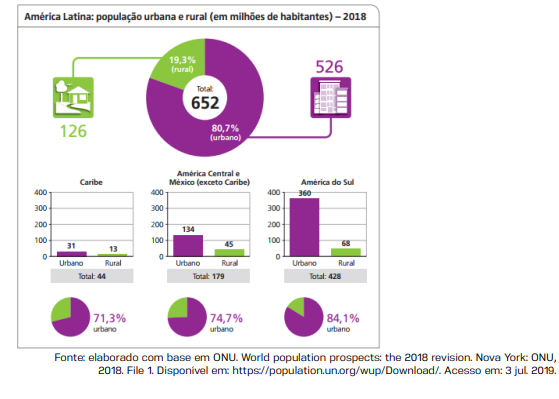 América Latina: população urbana e rural (em milhões de habitantes) – 2018
19,3%
(rural)
526
Total:
652
126
80,7%
(urbano)
Caribe
400
300
200
100
0
31
13
Urbano Rural
Total: 44
71,3%
urbano
América Central e
México (exceto Caribe)
400
300
200
100
0
134
45
Urbano Rural
Total: 179
74,7%
urbano
América do Sul
400
300
200
100
0
360
68
Urbano Rural
Total: 428
84,1%
urbano
Fonte: elaborado com base em ONU. World population prospects: the 2018 revision. Nova York: ONU,
2018. File 1. Disponível em: https://population.un.org/wup/Download/. Acesso em: 3 jul. 2019.